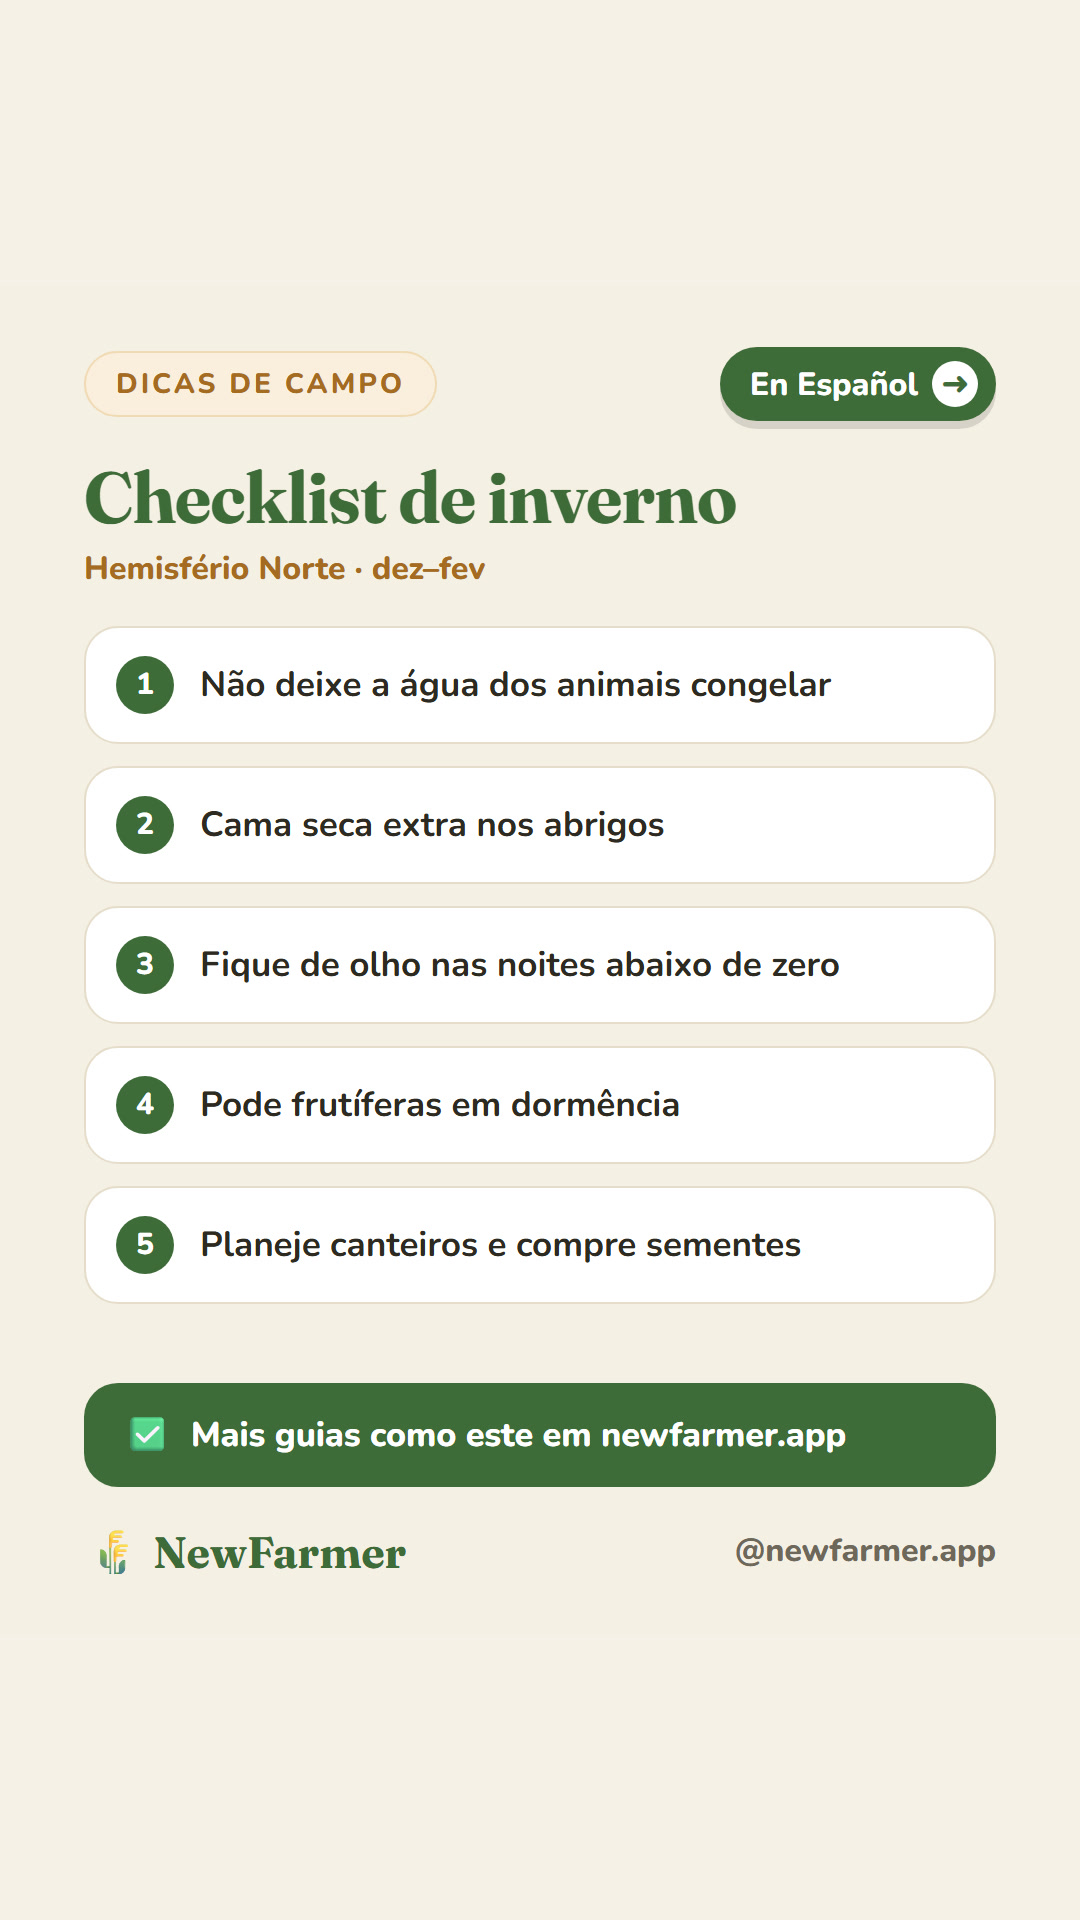 DICAS DE CAMPO
En Español
Checklist de inverno
Hemisfério Norte · dez–fev
1 Não deixe a água dos animais congelar
2 Cama seca extra nos abrigos
3 Fique de olho nas noites abaixo de zero
4 Pode frutíferas em dormência
5 Planeje canteiros e compre sementes
Mais guias como este em newfarmer.app
NewFarmer
@newfarmer.app